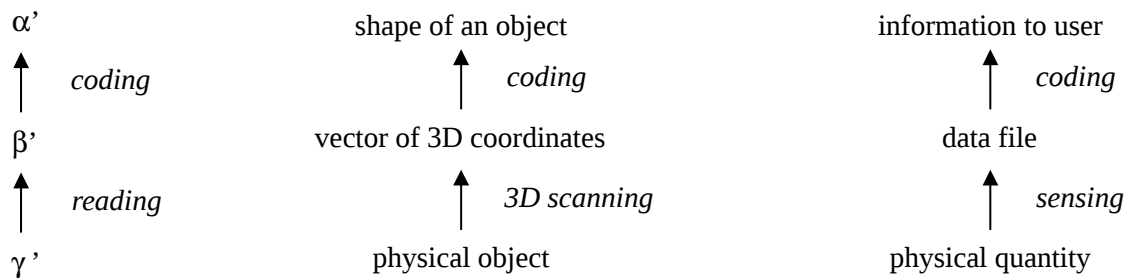 α’ shape of an object information to user
coding coding coding
β’ vector of 3D coordinates data file
reading 3D scanning sensing
γ’ physical object physical quantity